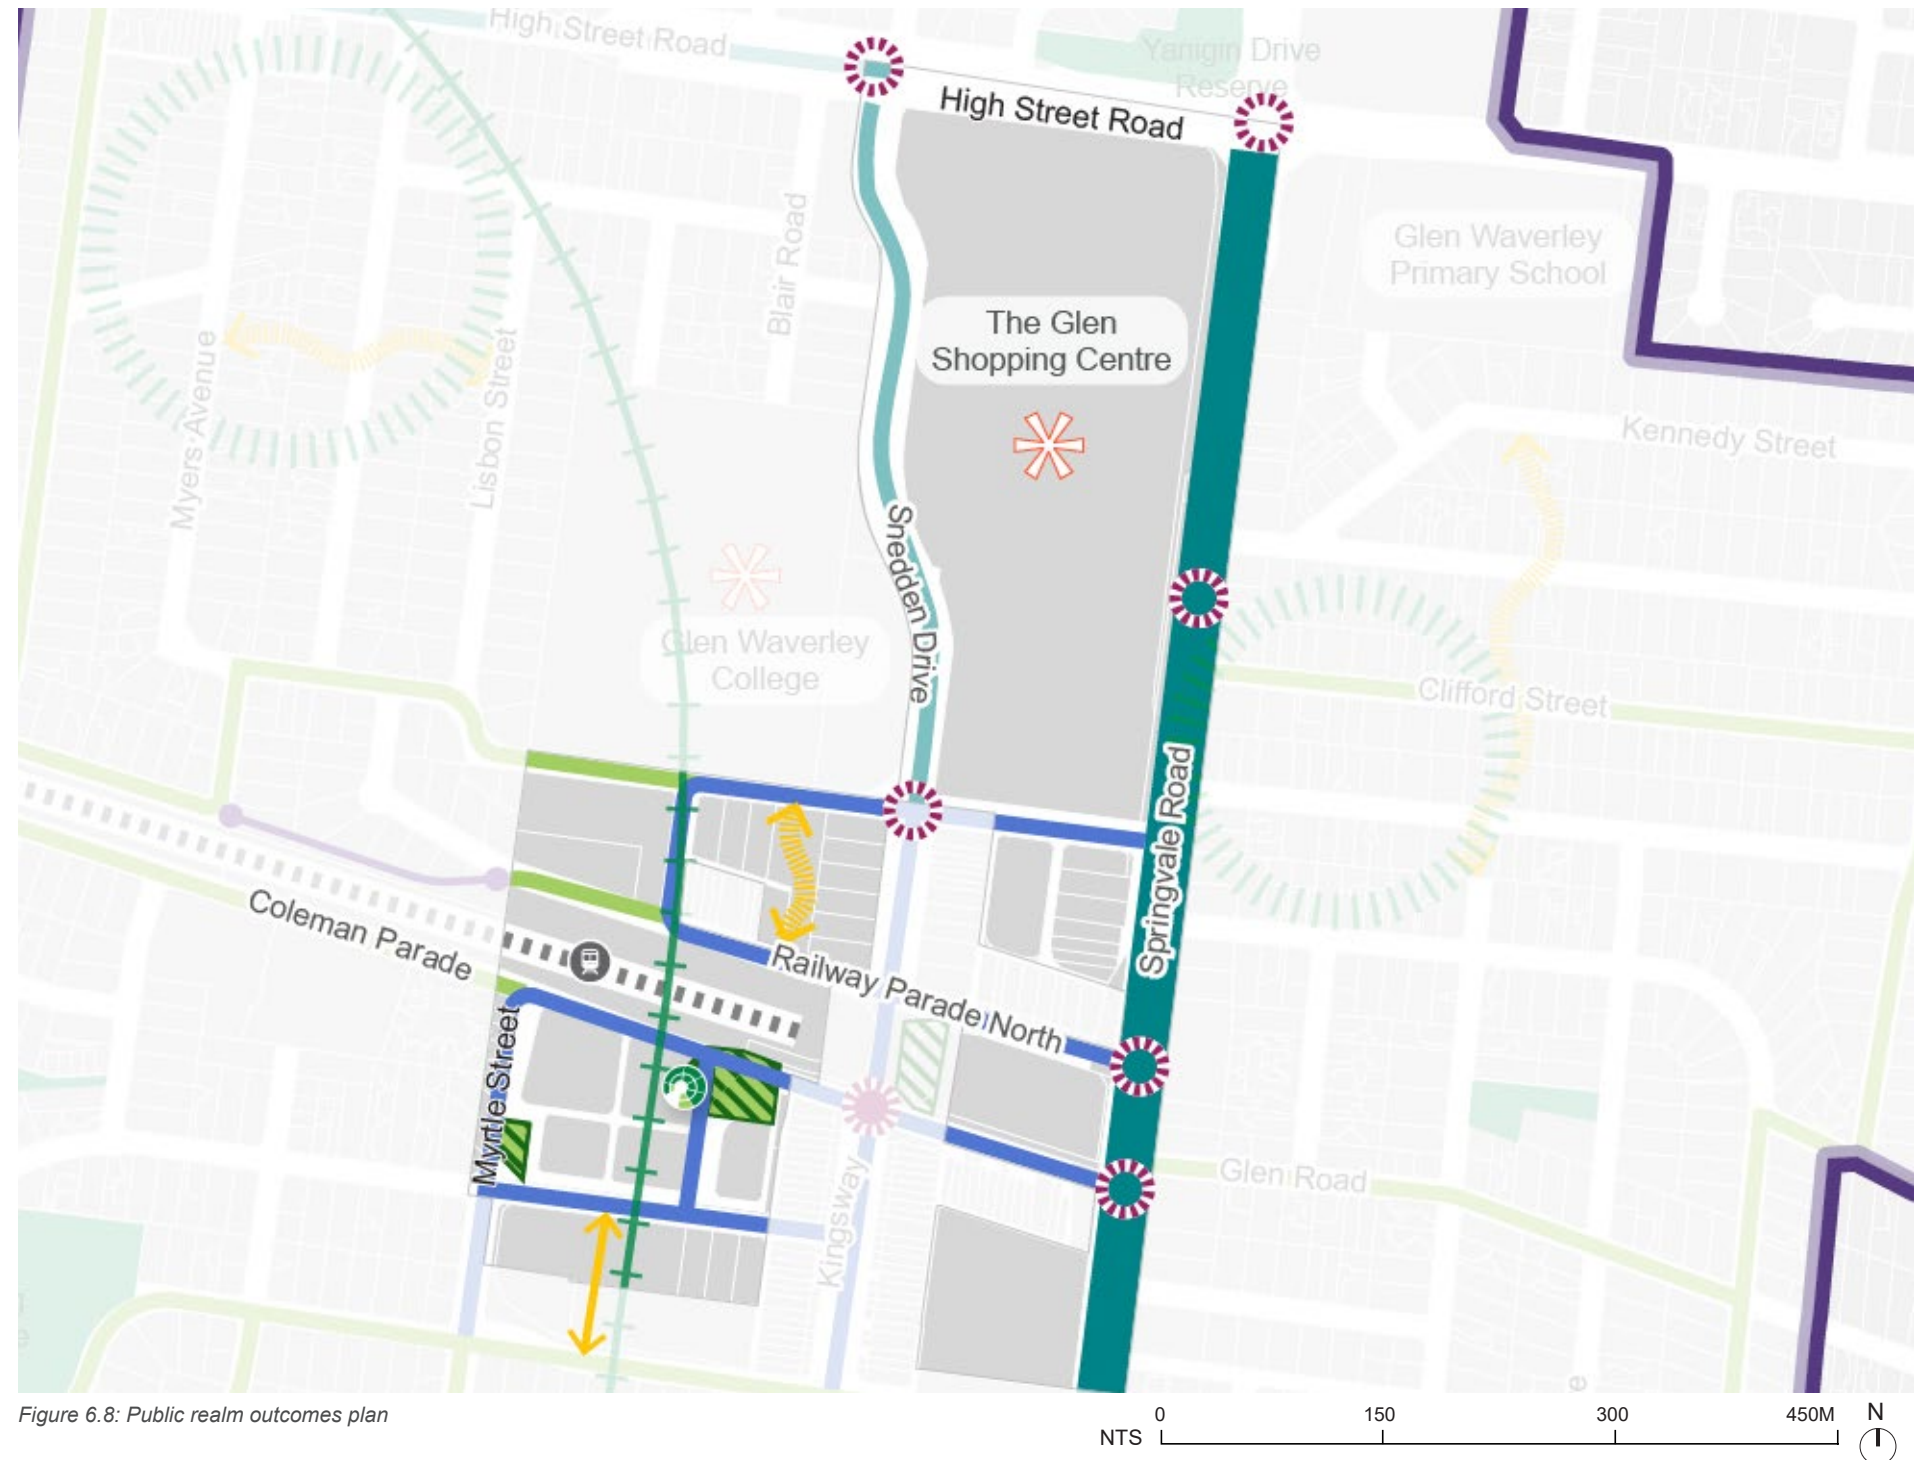 High Street Road
Yanigin Drive
Reserve
High Street Road
Blair Road
Glen Waverley
Primary School
The Glen
Shopping Centre
Myers Avenue
Lisbon Street
Kennedy Street
Snedden Drive
Glen Waverley
College
Clifford Street
Springvale Road
Coleman Parade
Railway Parade North
Myrtle Street
Kingsway
Glen Road
e
e
Figure 6.8: Public realm outcomes plan
0
150
300
450M
N
NTS